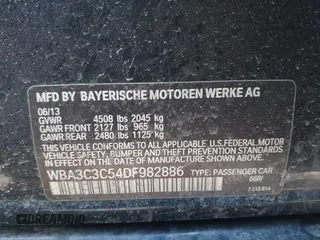 MFD BY BAYERISCHE MOTOREN WERKE AG
06/13
GVWR 4508 lbs 2045 kg
GAWR FRONT 2127 lbs 965 kg
GAWR REAR 2480 lbs 1125 kg
THIS VEHICLE CONFORMS TO ALL APPLICABLE U.S.FEDERAL MOTOR
VEHICLE SAFETY, BUMPER, AND THEFT PREVENTION STANDARDS IN
EFFECT ON THE DATE OF MANUFACTURE SHOWN ABOVE.
WBA3C3C54DF982886 TYPE: PASSENGER CAR